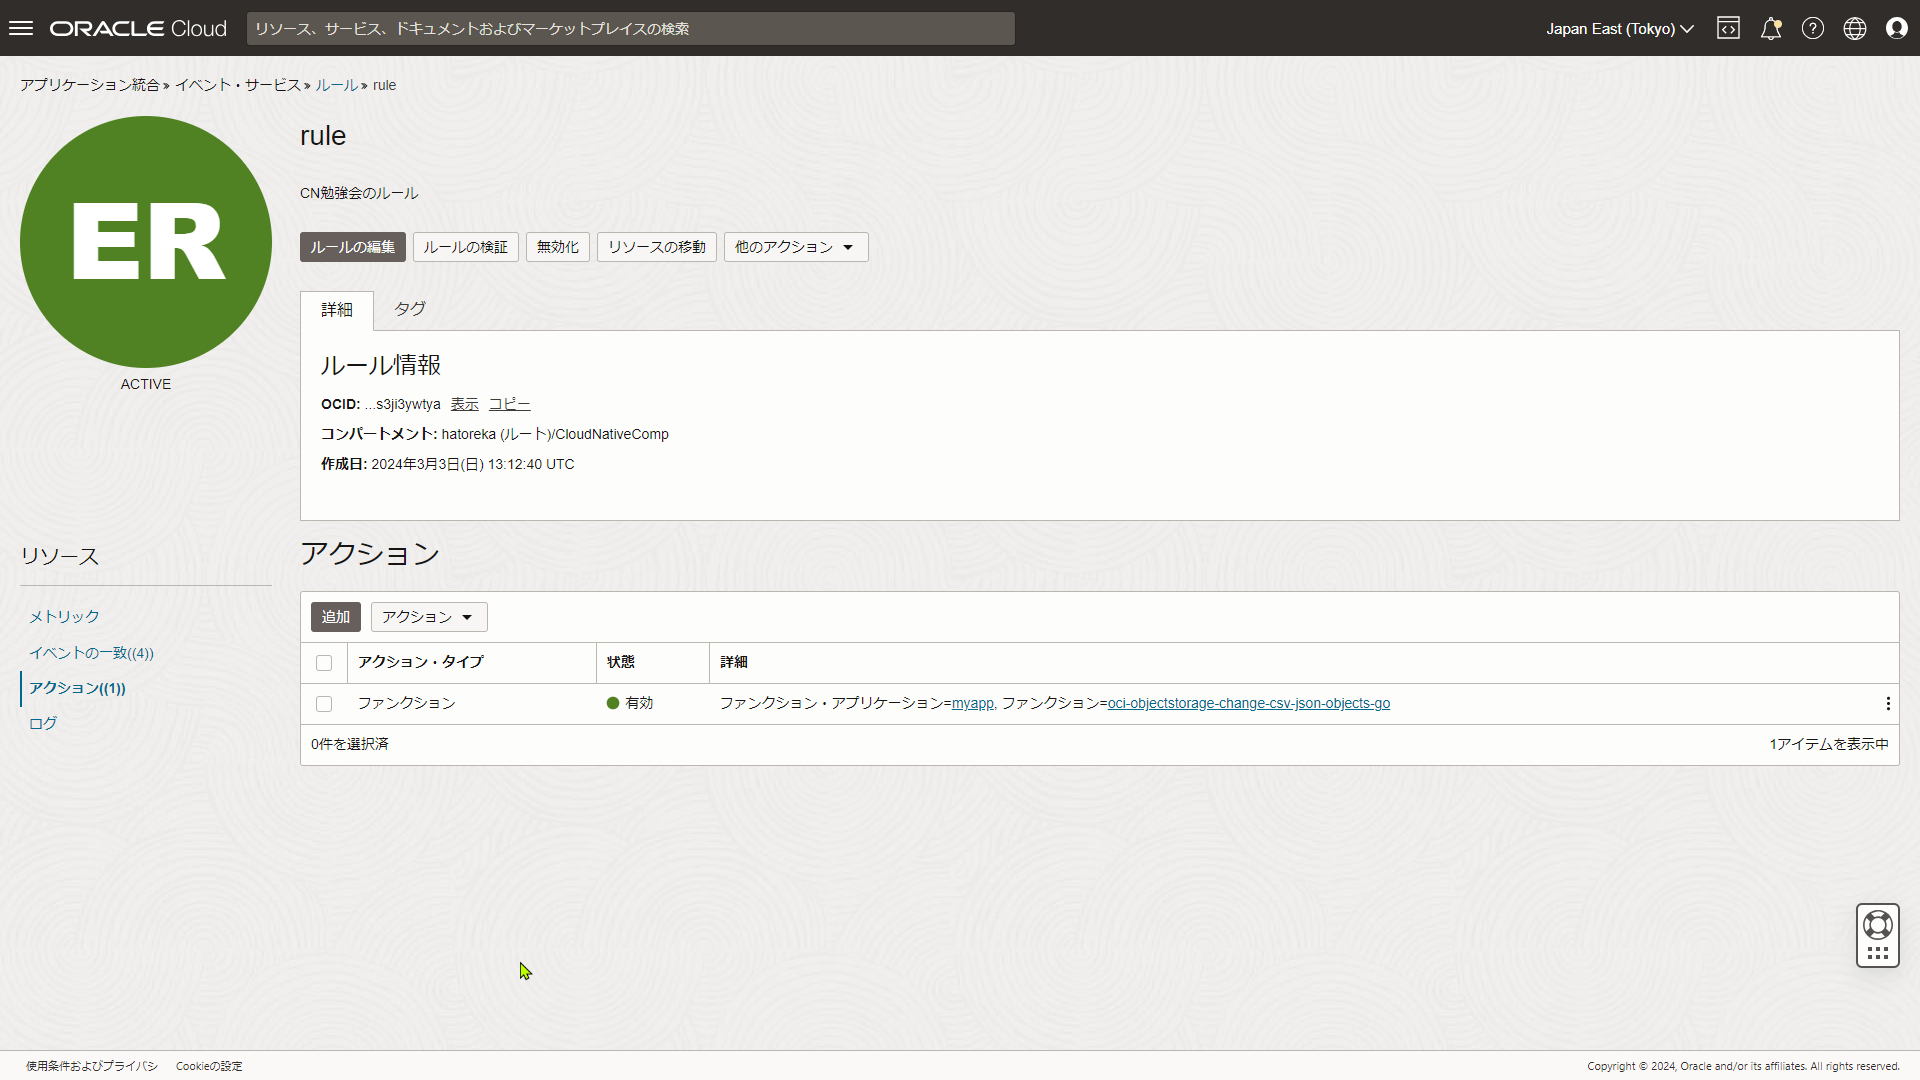 ORACLE Cloud
リソース、サービス、ドキュメントおよびマーケットプレイスの検索
Japan East (Tokyo)
アプリケーション統合 » イベント・サービス » ルール » rule
ER
ACTIVE
rule
CN勉強会のルール
ルールの編集 ルールの検証 無効化 リソースの移動 他のアクション
詳細 タグ
ルール情報
OCID: ...s3ji3ywtya 表示 コピー
コンパートメント: hatoreka (ルート)/CloudNativeComp
作成日: 2024年3月3日(日) 13:12:40 UTC
リソース
メトリック
イベントの一致((4))
アクション((1))
ログ
アクション
追加 アクション
アクション・タイプ 状態 詳細
ファンクション 有効 ファンクション・アプリケーション=myapp, ファンクション=oci-objectstorage-change-csv-json-objects-go
0件を選択済 1アイテムを表示中
使用条件およびプライバシ Cookieの設定 Copyright © 2024, Oracle and/or its affiliates. All rights reserved.